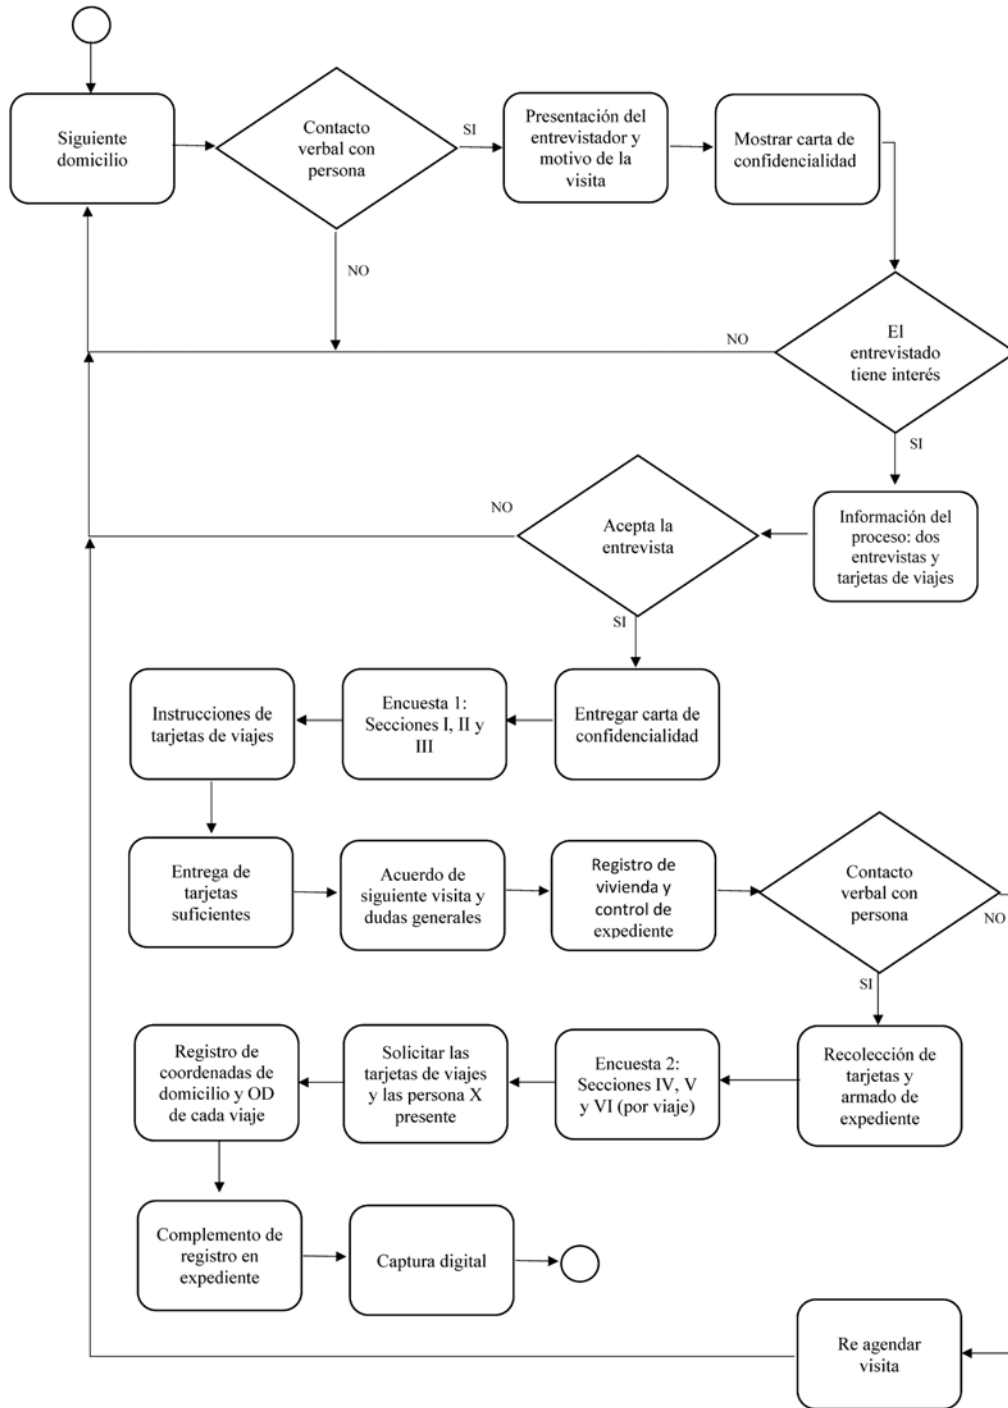 Siguiente
domicilio
Contacto
verbal con
persona
SI
Presentación del
entrevistador y
motivo de la
visita
Mostrar carta de
confidencialidad
NO
NO
El
entrevistado
tiene interés
SI
NO
Acepta la
entrevista
Información del
proceso: dos
entrevistas y
tarjetas de viajes
SI
Instrucciones de
tarjetas de viajes
Encuesta 1:
Secciones I, II y
III
Entregar carta de
confidencialidad
Entrega de
tarjetas
suficientes
Acuerdo de
siguiente visita y
dudas generales
Registro de
vivienda y
control de
expediente
Contacto
verbal con
persona
NO
SI
Registro de
coordenadas de
domicilio y OD
de cada viaje
Solicitar las
tarjetas de viajes
y las persona X
presente
Encuesta 2:
Secciones IV, V
y VI (por viaje)
Recolección de
tarjetas y
armado de
expediente
Complemento de
registro en
expediente
Captura digital
Re agendar
visita